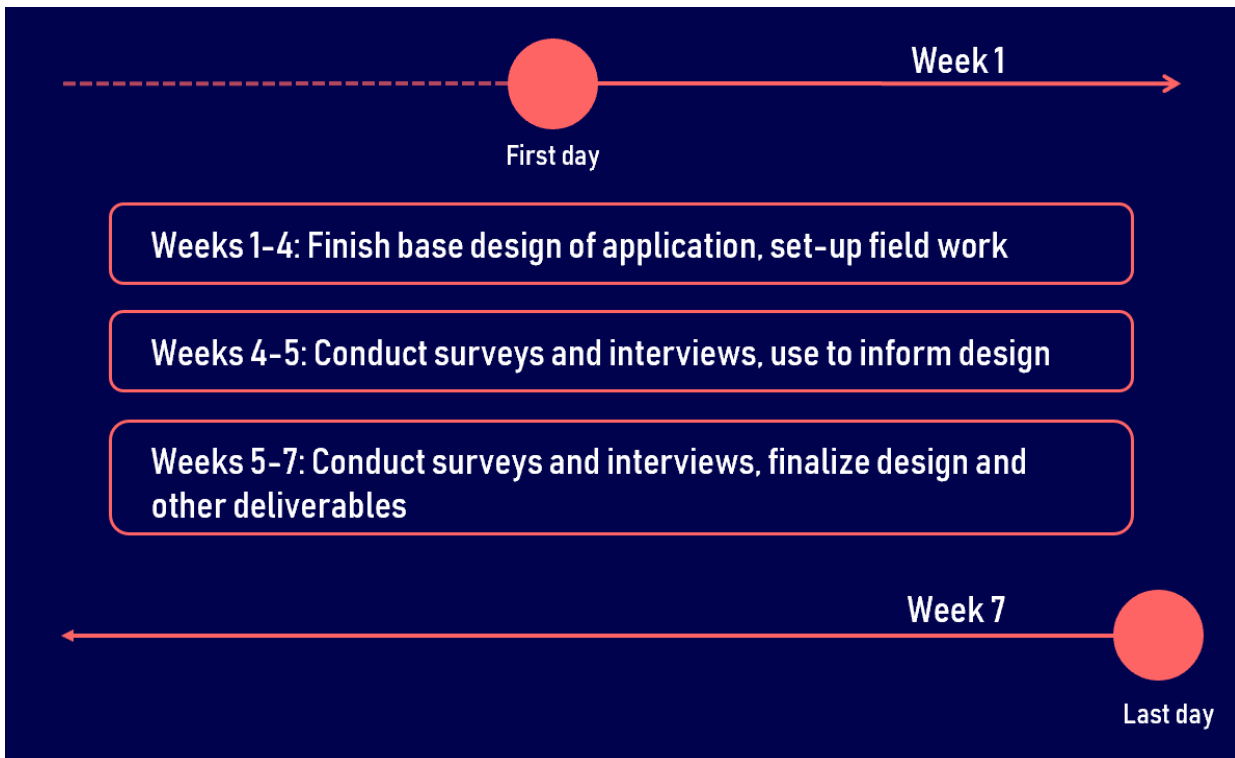 Week 1
First day
Weeks 1-4: Finish base design of application, set-up field work
Weeks 4-5: Conduct surveys and interviews, use to inform design
Weeks 5-7: Conduct surveys and interviews, finalize design and
other deliverables
Week 7
Last day